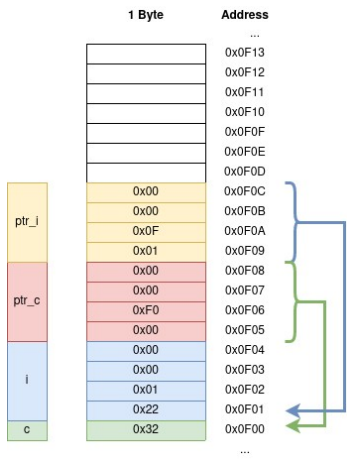 1 Byte Address
...
0x0F13
0x0F12
0x0F11
0x0F10
0x0F0F
0x0F0E
0x0F0D
0x00 0x0F0C
0x00 0x0F0B
ptr_i
0x0F 0x0F0A
0x01 0x0F09
0x00 0x0F08
0x00 0x0F07
ptr_c
0xF0 0x0F06
0x00 0x0F05
0x00 0x0F04
0x00 0x0F03
i
0x01 0x0F02
0x22 0x0F01
c 0x32 0x0F00
...